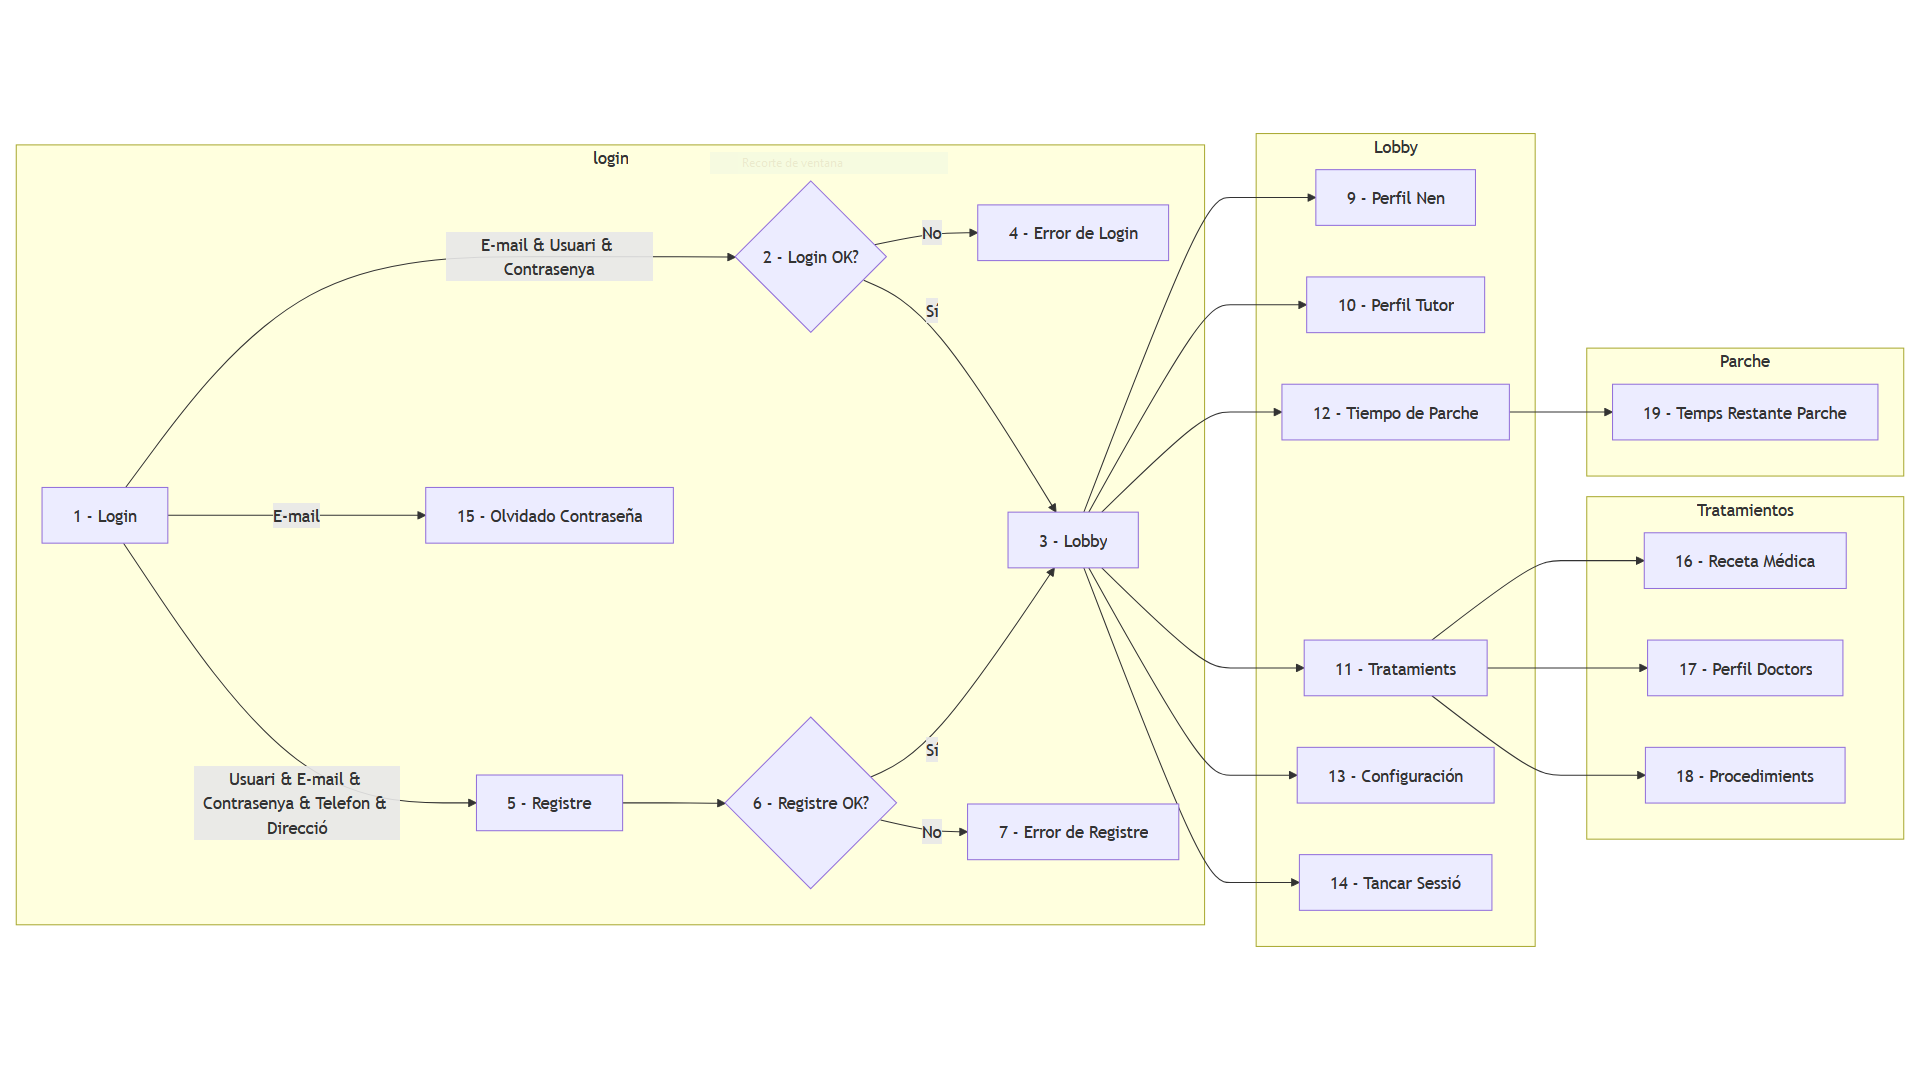 login
Recorte de ventana
E-mail & Usuari &
Contrasenya
2 - Login OK?
No
4 - Error de Login
Sí
1 - Login
E-mail
15 - Olvidado Contraseña
3 - Lobby
Usuari & E-mail &
Contrasenya & Telefon &
Direcció
5 - Registre
6 - Registre OK?
Sí
No
7 - Error de Registre
Lobby
9 - Perfil Nen
10 - Perfil Tutor
12 - Tiempo de Parche
11 - Tratamients
13 - Configuración
14 - Tancar Sessió
Parche
19 - Temps Restante Parche
Tratamientos
16 - Receta Médica
17 - Perfil Doctors
18 - Procediments